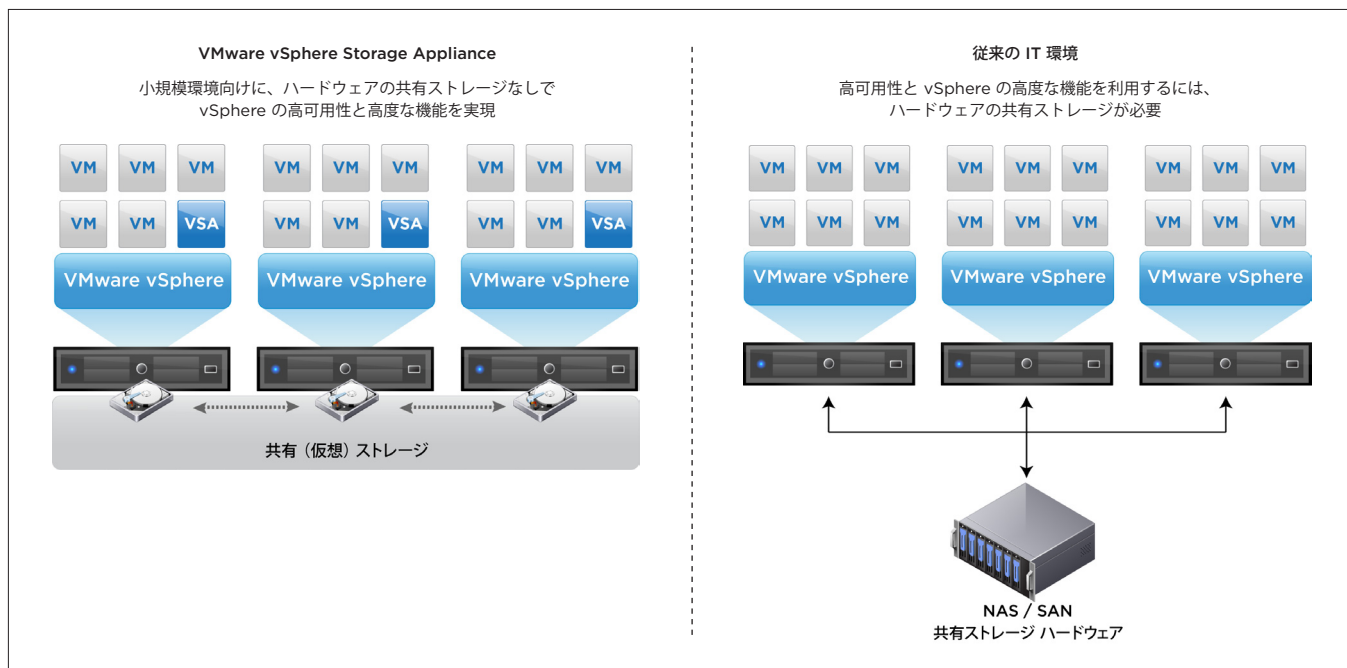 VMware vSphere Storage Appliance
小規模環境向けに、ハードウェアの共有ストレージなしで
vSphere の高可用性と高度な機能を実現
VM VM VM VM VM VM VM VM VM
VM VM VSA VM VM VSA VM VM VSA
VMware vSphere VMware vSphere VMware vSphere
共有（仮想）ストレージ
従来の IT 環境
高可用性と vSphere の高度な機能を利用するには、
ハードウェアの共有ストレージが必要
VM VM VM VM VM VM VM VM VM
VM VM VM VM VM VM VM VM VM
VMware vSphere VMware vSphere VMware vSphere
NAS / SAN
共有ストレージ ハードウェア